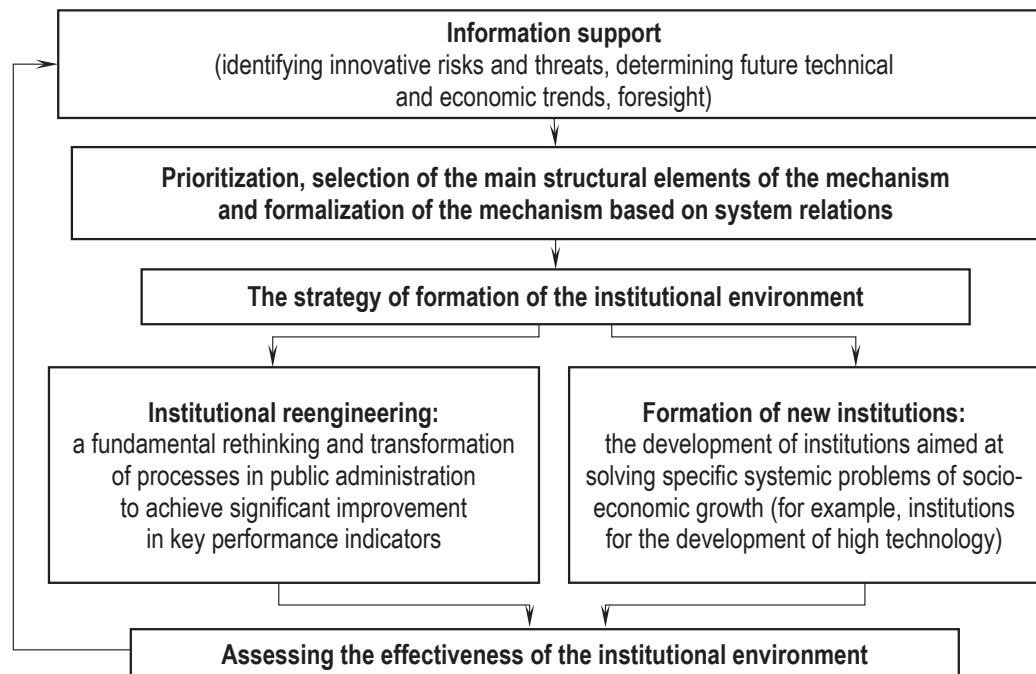 Information support
(identifying innovative risks and threats, determining future technical
and economic trends, foresight)
Prioritization, selection of the main structural elements of the mechanism
and formalization of the mechanism based on system relations
The strategy of formation of the institutional environment
Institutional reengineering:
a fundamental rethinking and transformation
of processes in public administration
to achieve significant improvement
in key performance indicators
Formation of new institutions:
the development of institutions aimed at
solving specific systemic problems of socio-
economic growth (for example, institutions
for the development of high technology)
Assessing the effectiveness of the institutional environment